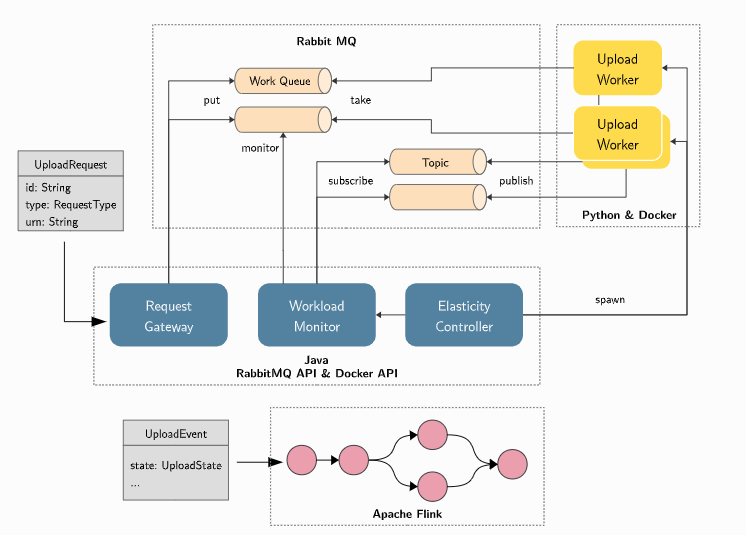 Rabbit MQ
Work Queue
put
take
monitor
Topic
subscribe
publish
Upload
Worker
Upload
Worker
Python & Docker
UploadRequest
id: String
type: RequestType
urn: String
Request
Gateway
Workload
Monitor
Elasticity
Controller
spawn
Java
RabbitMQ API & Docker API
UploadEvent
state: UploadState
...
Apache Flink